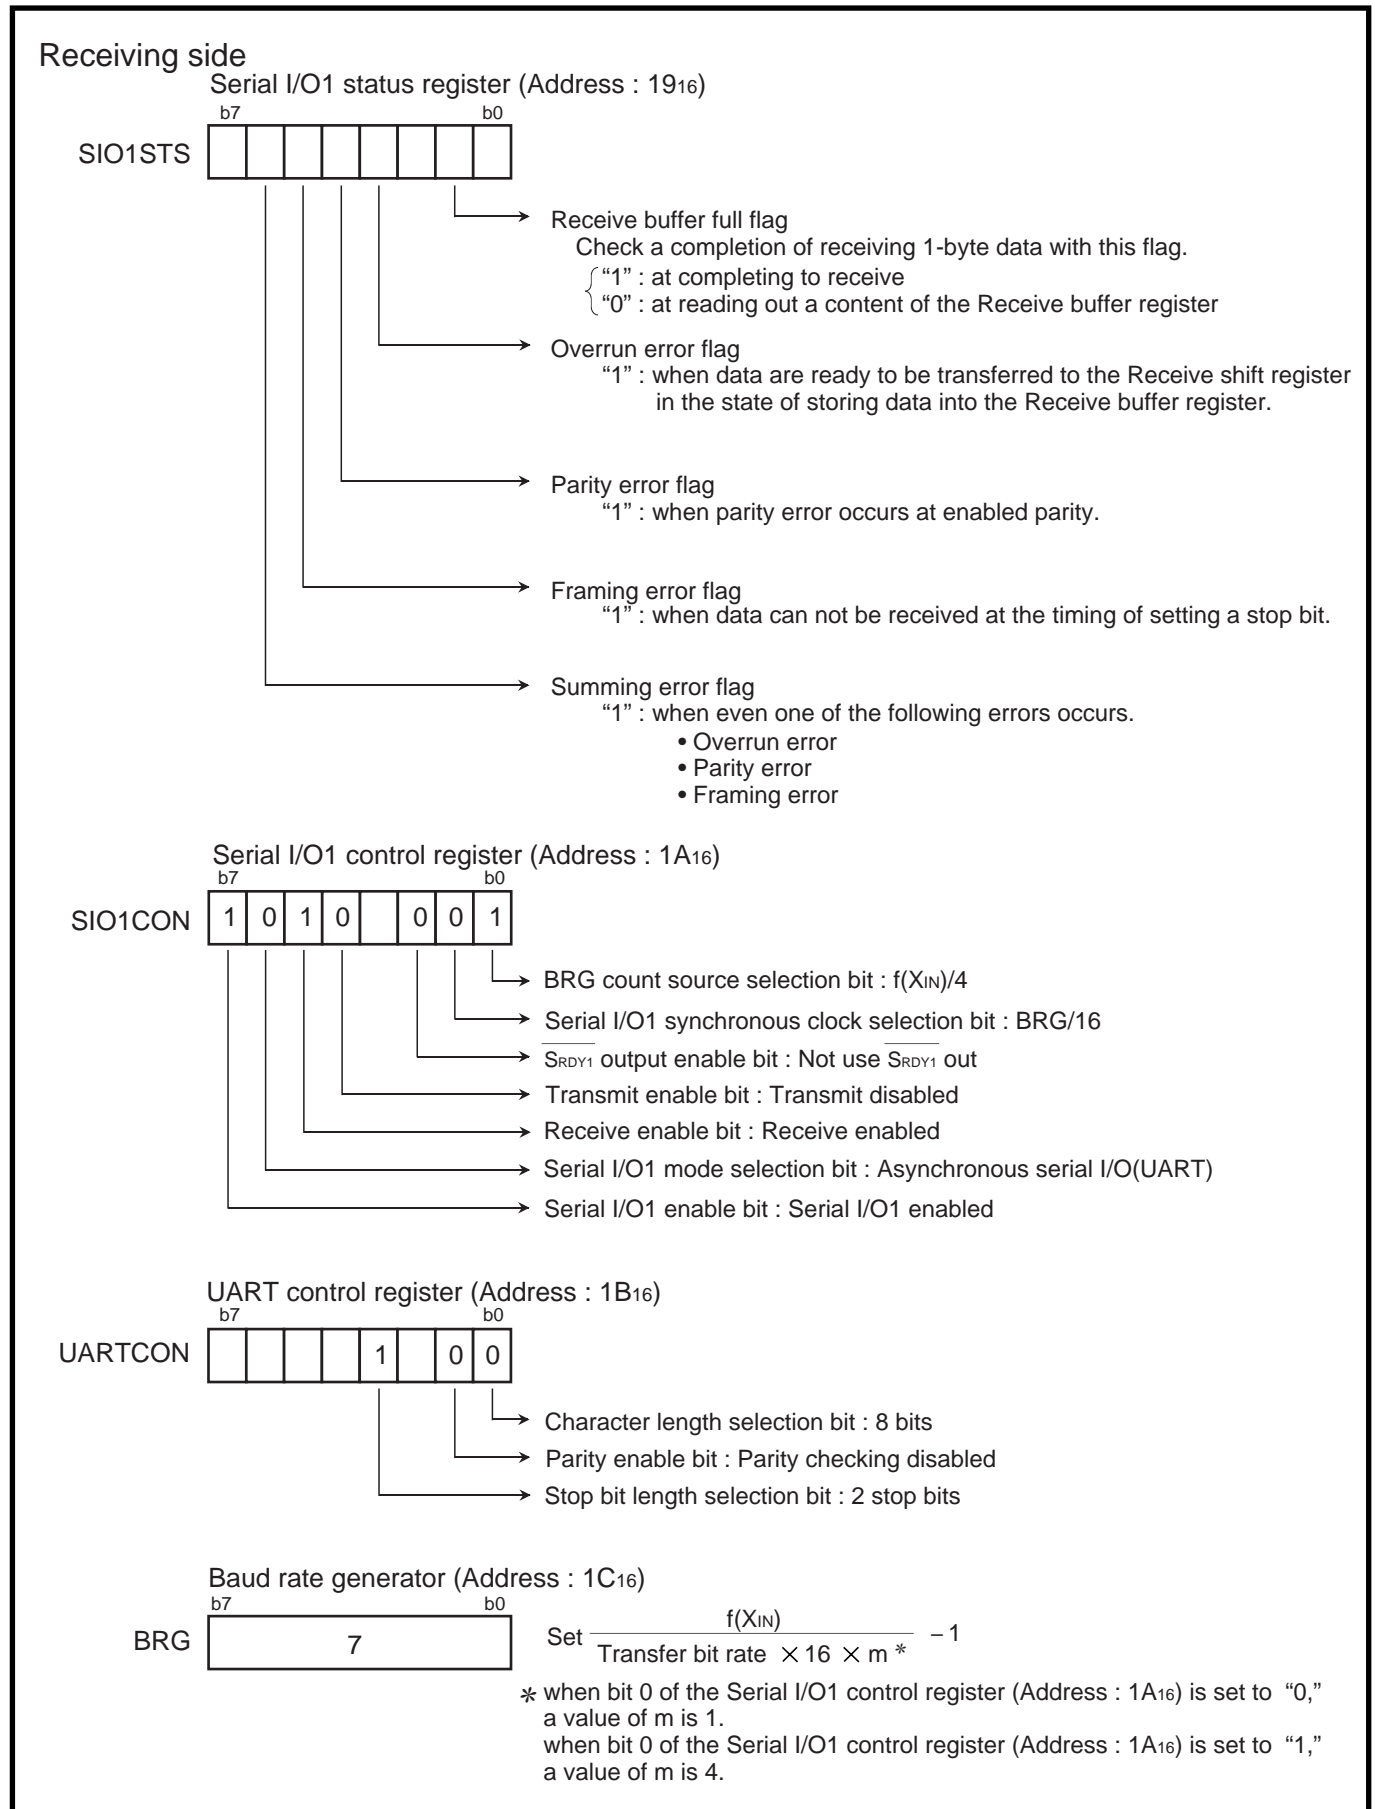 Receiving side
Serial I/O1 status register (Address : 1916)
b7 b0
SIO1STS
Receive buffer full flag
Check a completion of receiving 1-byte data with this flag.
“1” : at completing to receive
“0” : at reading out a content of the Receive buffer register
Overrun error flag
“1” : when data are ready to be transferred to the Receive shift register
in the state of storing data into the Receive buffer register.
Parity error flag
“1” : when parity error occurs at enabled parity.
Framing error flag
“1” : when data can not be received at the timing of setting a stop bit.
Summing error flag
“1” : when even one of the following errors occurs.
• Overrun error
• Parity error
• Framing error
Serial I/O1 control register (Address : 1A16)
b7 b0
SIO1CON 1 0 1 0 0 0 1
BRG count source selection bit : f(XIN)/4
Serial I/O1 synchronous clock selection bit : BRG/16
SRDY1 output enable bit : Not use SRDY1 out
Transmit enable bit : Transmit disabled
Receive enable bit : Receive enabled
Serial I/O1 mode selection bit : Asynchronous serial I/O(UART)
Serial I/O1 enable bit : Serial I/O1 enabled
UART control register (Address : 1B16)
b7 b0
UARTCON 1 0 0
Character length selection bit : 8 bits
Parity enable bit : Parity checking disabled
Stop bit length selection bit : 2 stop bits
Baud rate generator (Address : 1C16)
b7 b0
BRG 7
Set f(XIN)
Transfer bit rate × 16 × m * – 1
* when bit 0 of the Serial I/O1 control register (Address : 1A16) is set to “0,”
a value of m is 1.
when bit 0 of the Serial I/O1 control register (Address : 1A16) is set to “1,”
a value of m is 4.